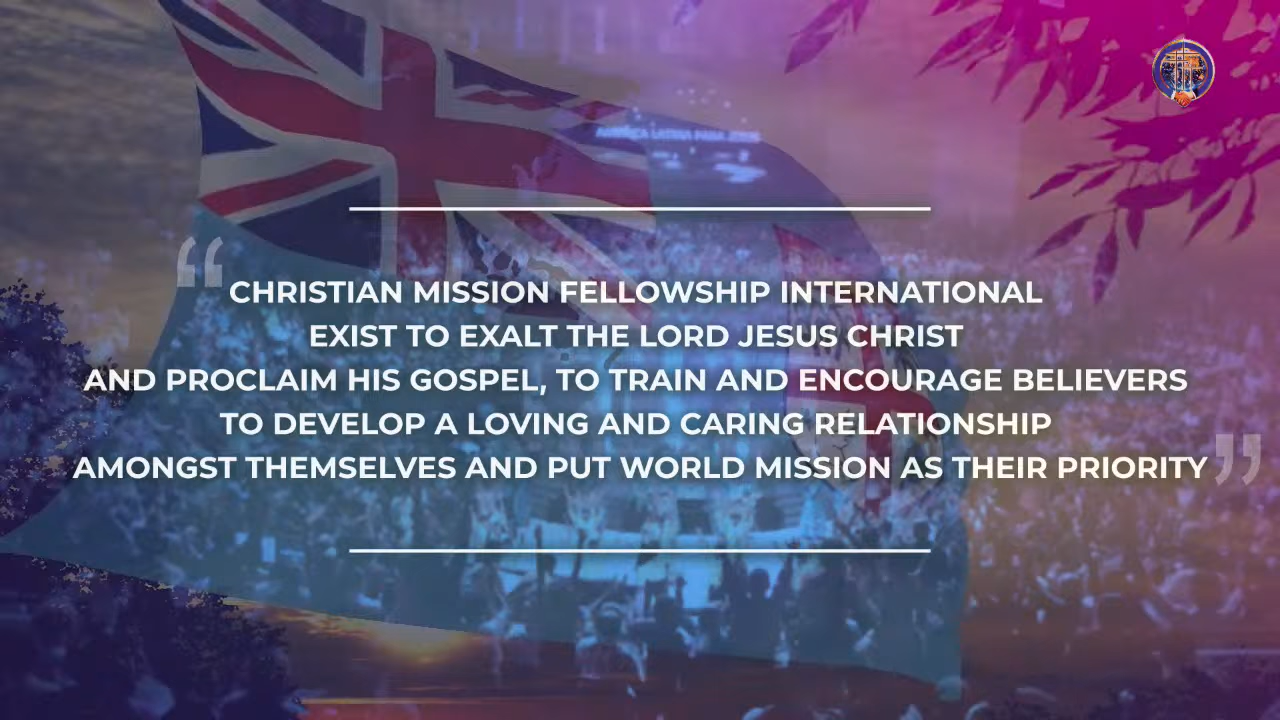 “CHRISTIAN MISSION FELLOWSHIP INTERNATIONAL
EXIST TO EXALT THE LORD JESUS CHRIST
AND PROCLAIM HIS GOSPEL, TO TRAIN AND ENCOURAGE BELIEVERS
TO DEVELOP A LOVING AND CARING RELATIONSHIP
AMONGST THEMSELVES AND PUT WORLD MISSION AS THEIR PRIORITY”